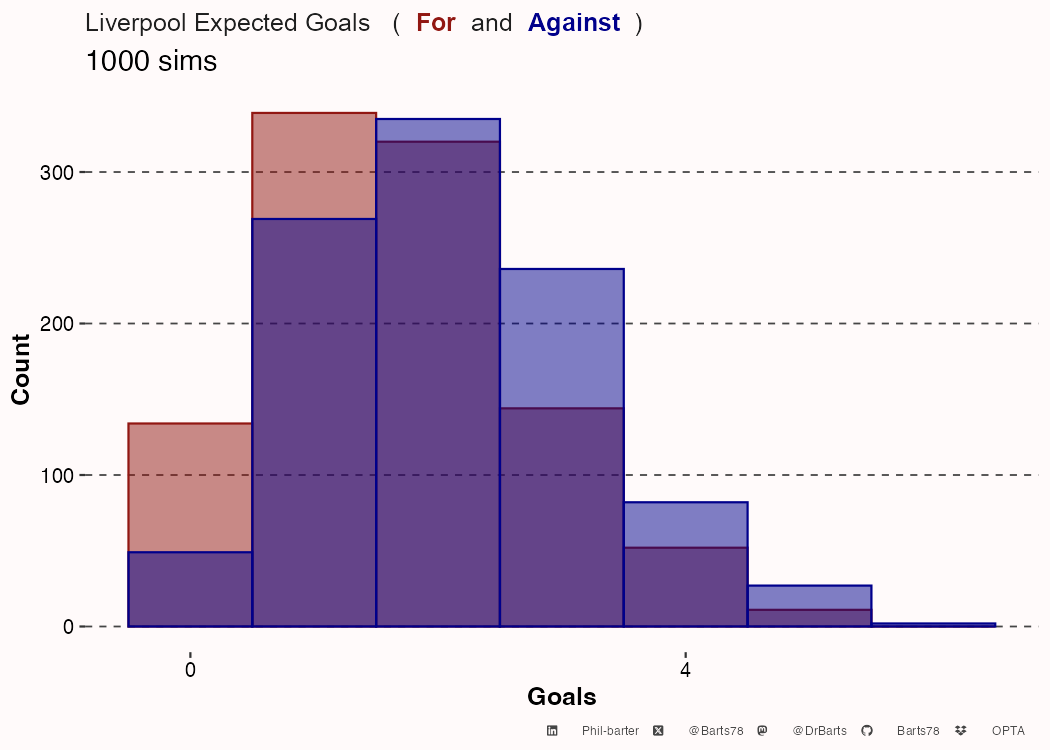 Liverpool Expected Goals ( For and Against )
1000 sims
300
200
100
0
Count
0 4
Goals
Phil-barter @Barts78 @DrBarts Barts78 OPTA